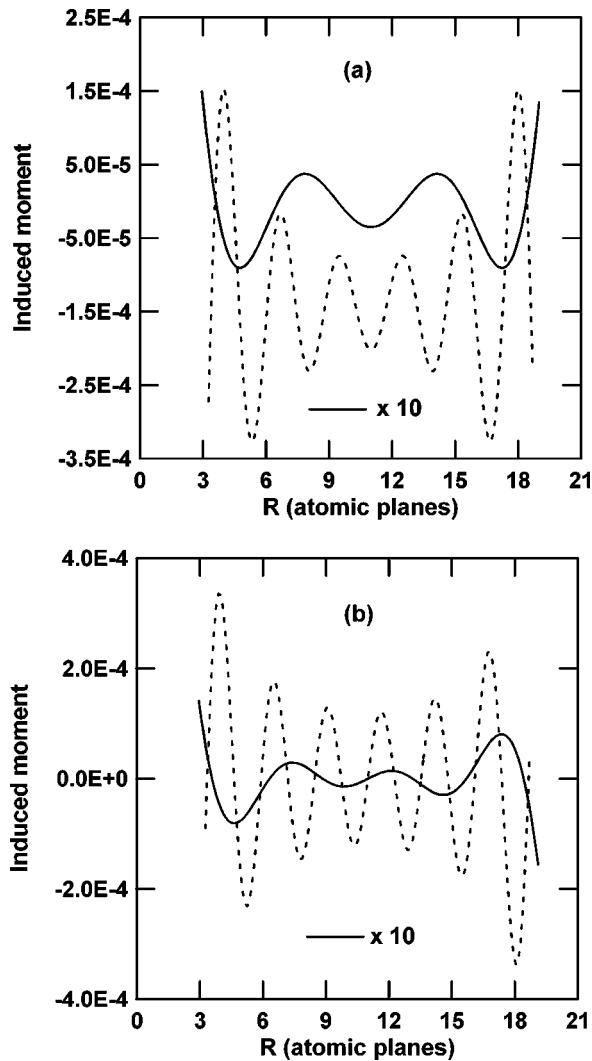 2.5E-4
(a)
1.5E-4
5.0E-5
Induced moment
-5.0E-5
-1.5E-4
-2.5E-4
x 10
-3.5E-4
0 3 6 9 12 15 18 21
R (atomic planes)
4.0E-4
(b)
2.0E-4
Induced moment
0.0E+0
-2.0E-4
x 10
-4.0E-4
0 3 6 9 12 15 18 21
R (atomic planes)